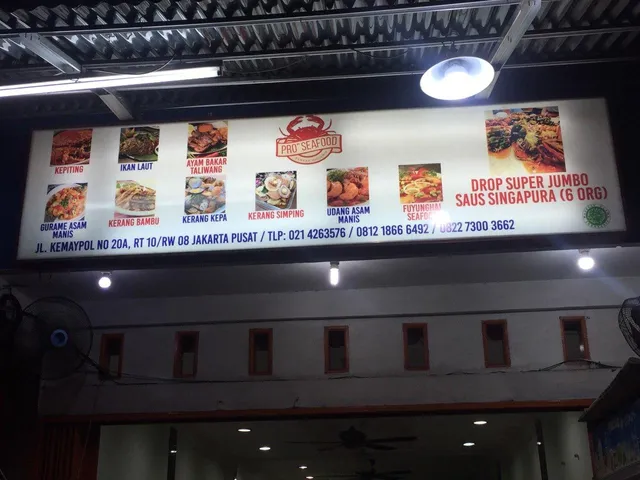 PRO* SEAFOOD
KEPITING
IKAN LAUT
AYAM BAKAR
TALIWANG
GURAME ASAM
MANIS
KERANG BAMBU
KERANG KEPA
KERANG SIMPING
UDANG ASAM
MANIS
FUYUNGHAI
SEAFOOD
DROP SUPER JUMBO
SAUS SINGAPURA (6 ORG)
JL. KEMAYPOL NO 20A, RT 10/RW 08 JAKARTA PUSAT / TLP: 021 4263576 / 0812 1866 6492 / 0822 7300 3662